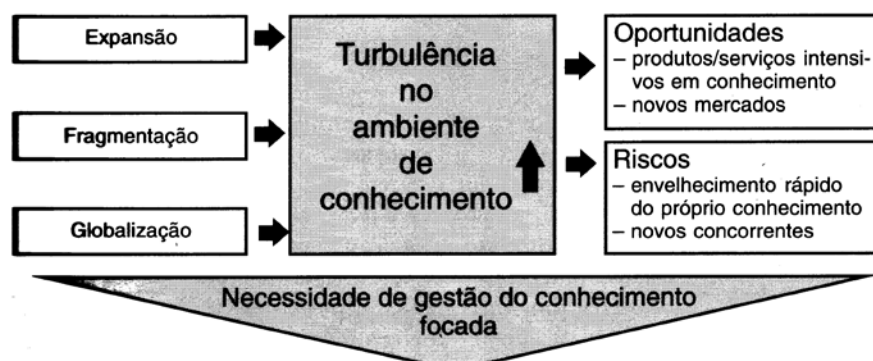 Expansão
Fragmentação
Globalização
Turbulência
no
ambiente
de
conhecimento
Oportunidades
– produtos/serviços intensi-
vos em conhecimento
– novos mercados
Riscos
– envelhecimento rápido
do próprio conhecimento
– novos concorrentes
Necessidade de gestão do conhecimento
focada